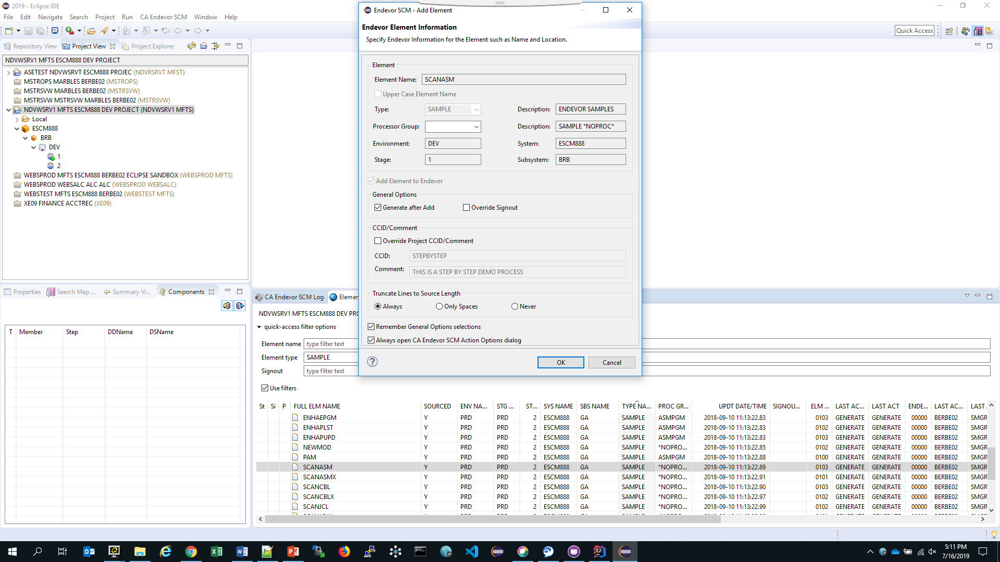 2019 - Eclipse IDE
File Edit Navigate Search Project Run CA Endevor SCM Window Help
Quick Access
Repository View Project View Project Explorer
NDVWSRV1 MFTS ESCM888 DEV PROJECT
ASETEST NDVWSRVT ESCM888 PROJEC (NDVRSRVT MFST)
MSTROPS MARBLES BERBE02 (MSTROPS)
MSTRSVW MARBLES BERBE02 (MSTRSVW)
MSTRSVW MSTRSVW MARBLES BERBE02 (MSTRSVW)
NDVWSRV1 MFTS ESCM888 DEV PROJECT (NDVWSRV1 MFTS)
Local
ESCM888
BRB
DEV
1
2
WEBSPROD MFTS ESCM888 BERBE02 ECLIPSE SANDBOX (WEBSPROD MFTS)
WEBSPROD WEBSALC ALC ALC (WEBSPROD WEBSALC)
WEBSTEST MFTS ESCM888 BERBE02 (WEBSTEST MFTS)
XE09 FINANCE ACCTREC (XE09)
Properties Search Map ... Summary Vi... Components
T Member Step DDName DSName
Endevor SCM - Add Element
Endevor Element Information
Specify Endevor Information for the Element such as Name and Location.
Element
Element Name: SCANASM
Upper Case Element Name
Type: SAMPLE Description: ENDEVOR SAMPLES
Processor Group: Description: SAMPLE *NOPROC*
Environment: DEV System: ESCM888
Stage: 1 Subsystem: BRB
Add Element to Endevor
General Options
Generate after Add Override Signout
CCID/Comment
Override Project CCID/Comment
CCID: STEPBYSTEP
Comment: THIS IS A STEP BY STEP DEMO PROCESS
Truncate Lines to Source Length
Always Only Spaces Never
Remember General Options selections
Always open CA Endevor SCM Action Options dialog
? OK Cancel
CA Endevor SCM Log Elemen
NDVWSRV1 MFTS ESCM888 DEV PRO
quick-access filter options
Element name type filter text
Element type SAMPLE
Signout type filter text
Use filters
St Si P FULL ELM NAME SOURCED ENV NA... STG ... ST... SYS NAME SBS NAME TYPE NA... PROC GR... UPDT DATE/TIME SIGNOU... ELM ... LAST AC... LAST ACT ENDE... LAST AC... LAST
ENHAEPGM Y PRD PRD 2 ESCM888 GA SAMPLE ASMPGM 2018-09-10 11:13:22.83 0103 GENERATE GENERATE 00000 BERBE02 SMGR
ENHAPLST Y PRD PRD 2 ESCM888 GA SAMPLE ASMPGM 2018-09-10 11:13:22.83 0102 GENERATE GENERATE 00000 BERBE02 SMGR
ENHAPUPD Y PRD PRD 2 ESCM888 GA SAMPLE ASMPGM 2018-09-10 11:13:22.83 0103 GENERATE GENERATE 00000 BERBE02 SMGR
NEWMOD Y PRD PRD 2 ESCM888 GA SAMPLE *NOPRO... 2018-09-10 11:13:22.85 0102 GENERATE GENERATE 00000 BERBE02 SMGR
PAM Y PRD PRD 2 ESCM888 GA SAMPLE ASMPGM 2018-09-10 11:13:22.88 0100 GENERATE GENERATE 00000 BERBE02 SMGR
SCANASM Y PRD PRD 2 ESCM888 GA SAMPLE *NOPRO... 2018-09-10 11:13:22.89 0103 GENERATE GENERATE 00000 BERBE02 SMGR
SCANASMX Y PRD PRD 2 ESCM888 GA SAMPLE *NOPRO... 2018-09-10 11:13:22.91 0101 GENERATE GENERATE 00000 BERBE02 SMGR
SCANCBL Y PRD PRD 2 ESCM888 GA SAMPLE *NOPRO... 2018-09-10 11:13:22.90 0103 GENERATE GENERATE 00000 BERBE02 SMGR
SCANCBLX Y PRD PRD 2 ESCM888 GA SAMPLE *NOPRO... 2018-09-10 11:13:22.97 0102 GENERATE GENERATE 00000 BERBE02 SMGR
SCANJCL Y PRD PRD 2 ESCM888 GA SAMPLE *NOPRO... 2018-09-10 11:13:22.99 0102 GENERATE GENERATE 00000 BERBE02 SMGR
5:11 PM
7/16/2019